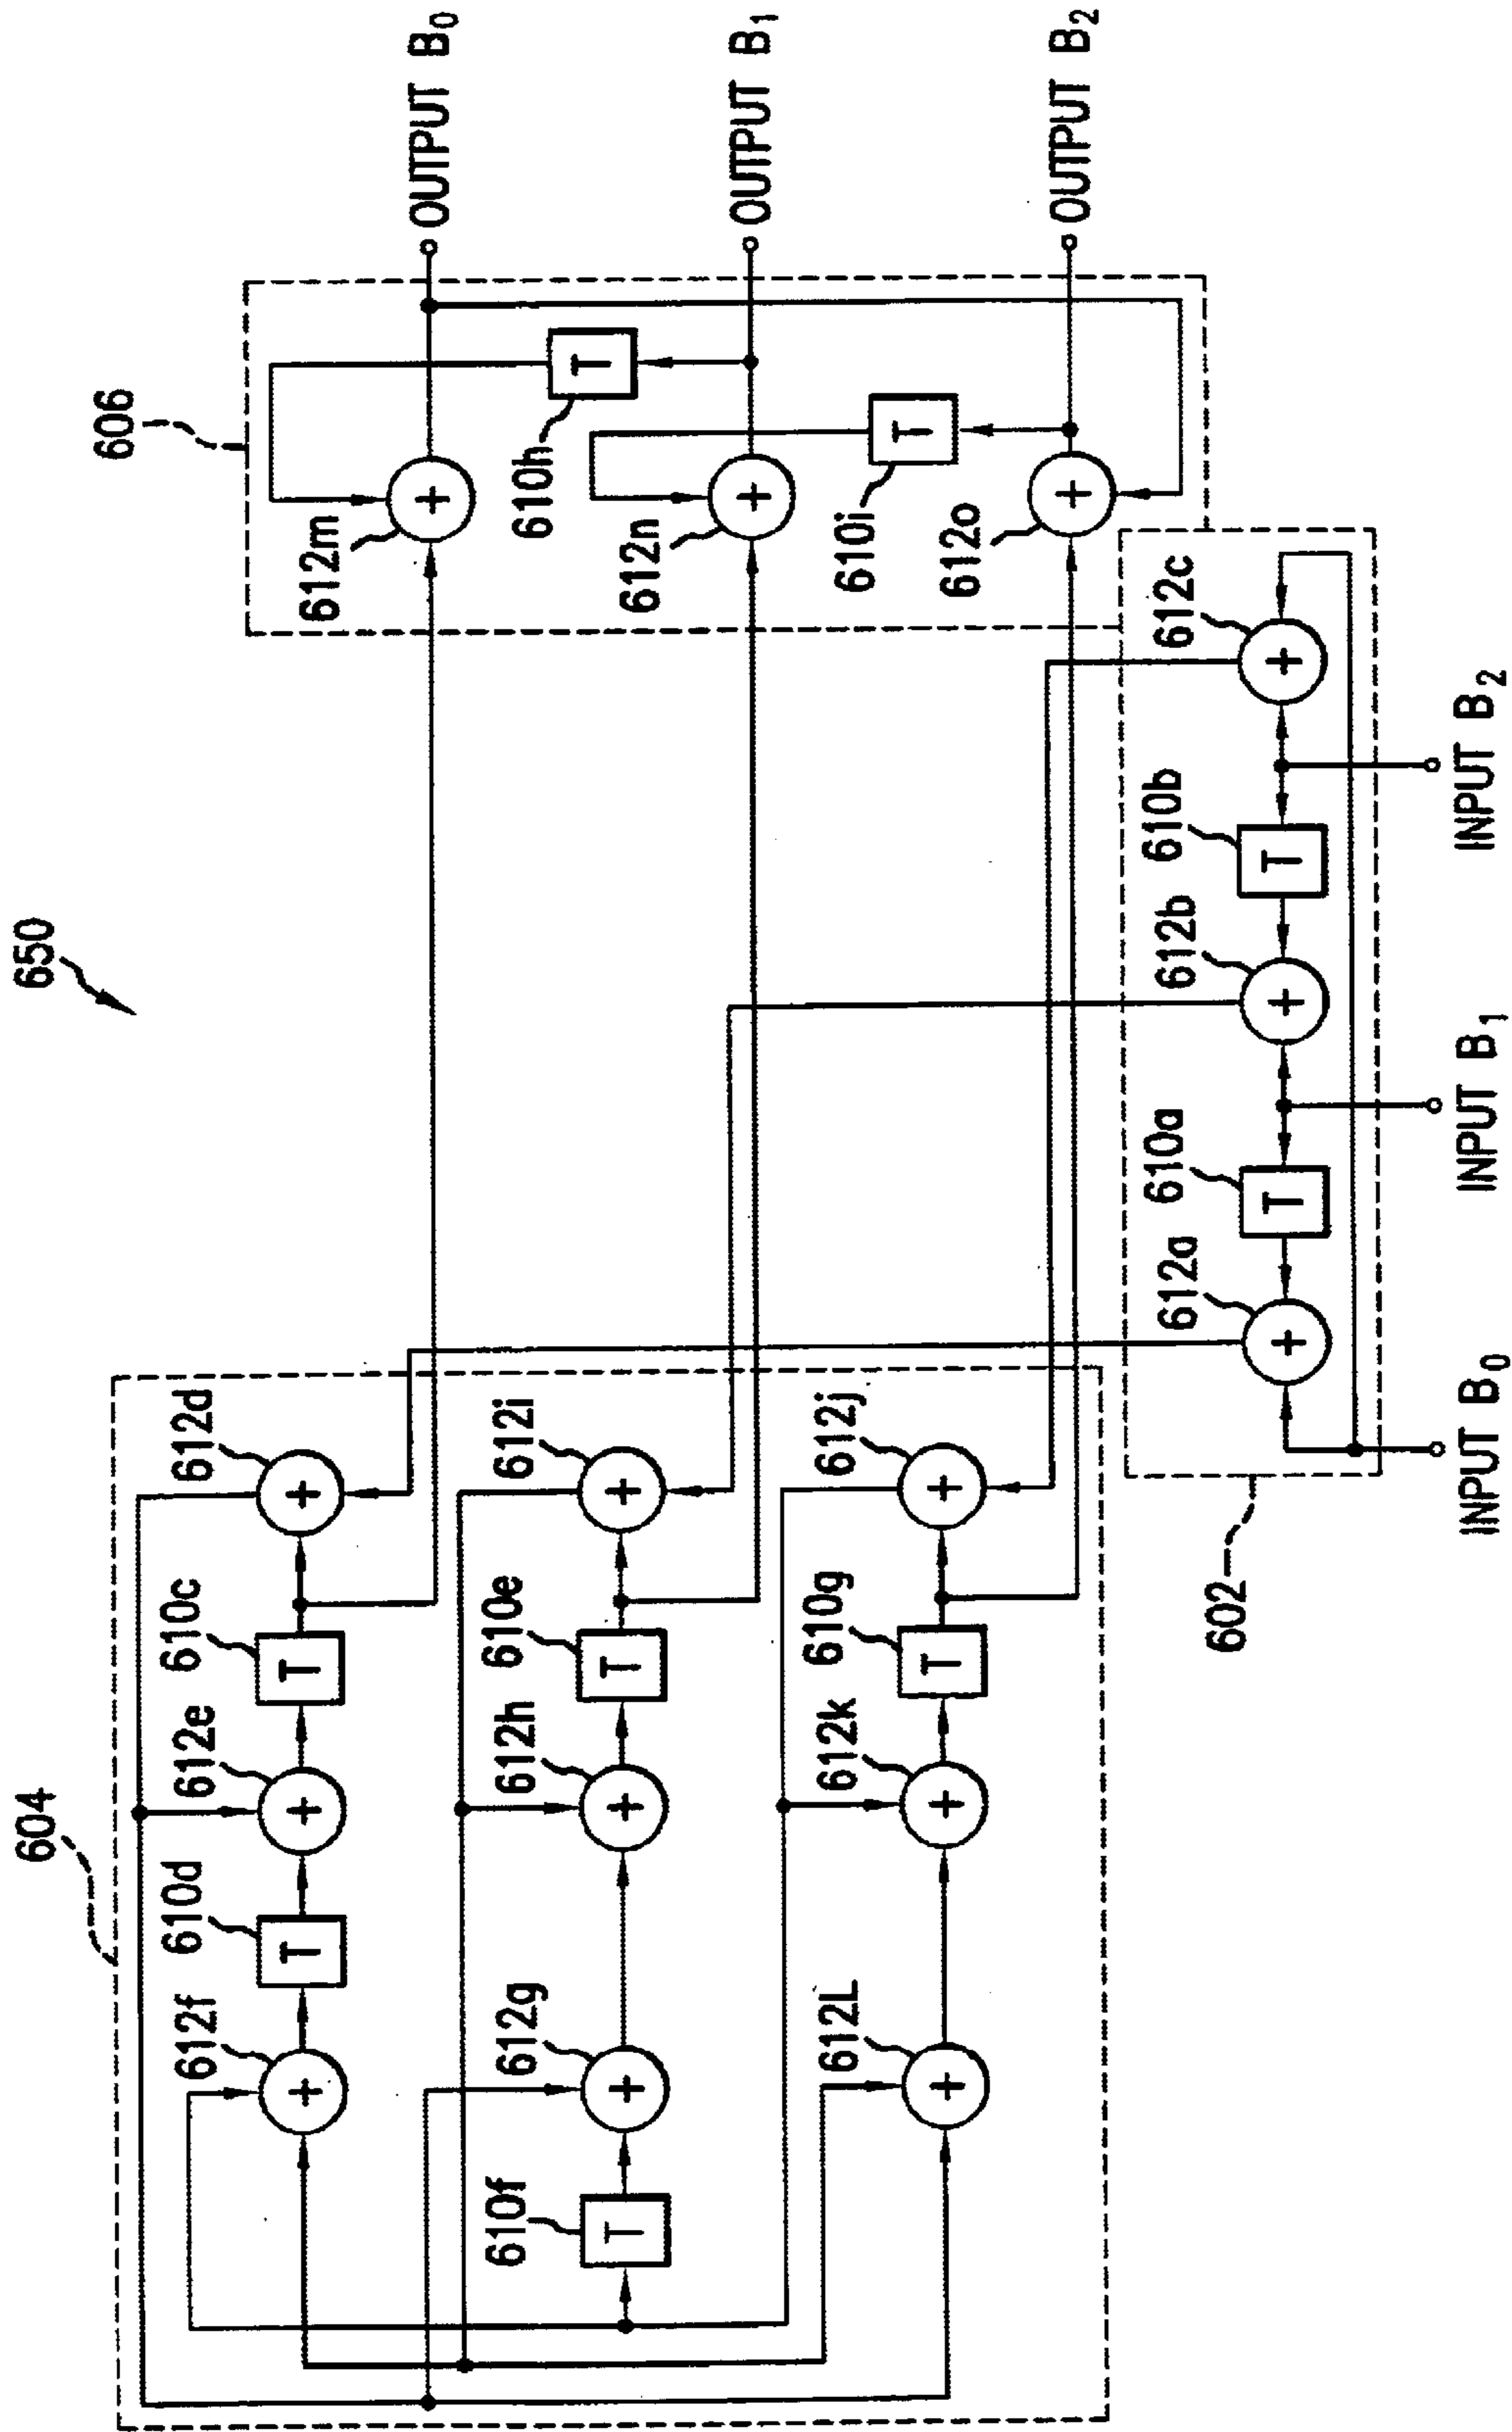 650
604
612f
610d
612e
610c
612d
T
T
+
+
+
610f
612g
612h
610e
612i
T
T
+
+
+
612L
612k
610g
612j
T
+
+
+
606
612m
+
610h
T
612n
+
610i
T
612o
+
OUTPUT B0
OUTPUT B1
OUTPUT B2
602
612a
610a
612b
610b
612c
+
T
+
T
+
INPUT B0
INPUT B1
INPUT B2